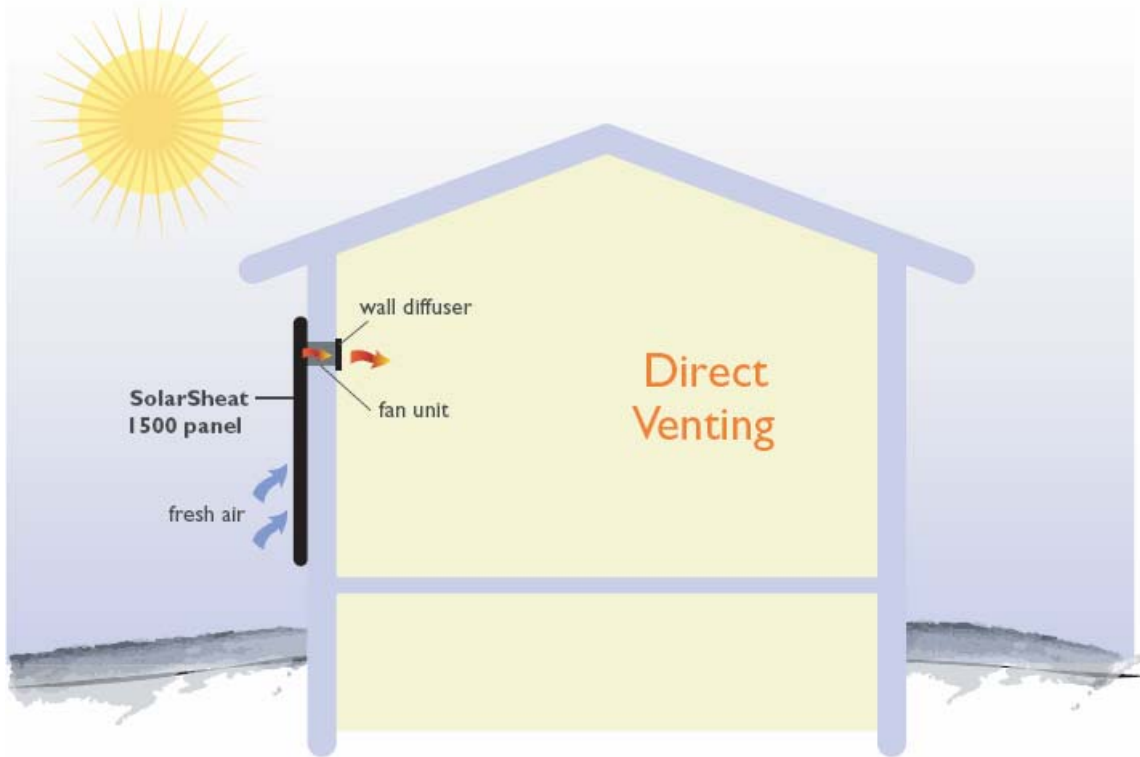 wall diffuser
SolarSheat
1500 panel
fan unit
Direct
Venting
fresh air